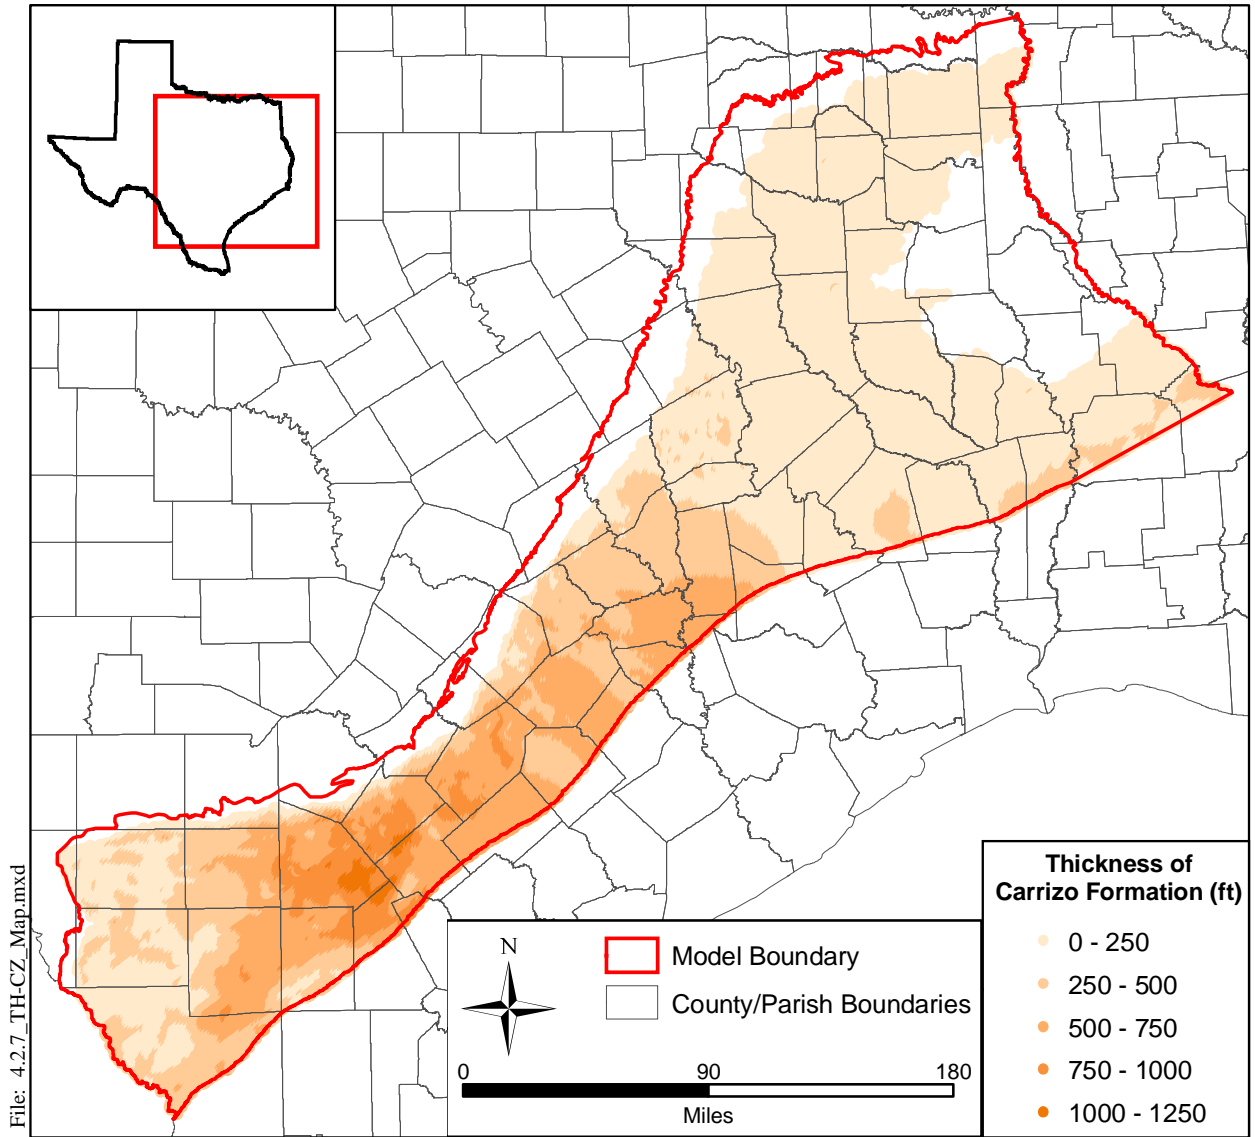 File: 4.2.7_TH-CZ_Map.mxd
N
Model Boundary
County/Parish Boundaries
0 90 180
Miles
Thickness of
Carrizo Formation (ft)
0 - 250
250 - 500
500 - 750
750 - 1000
1000 - 1250